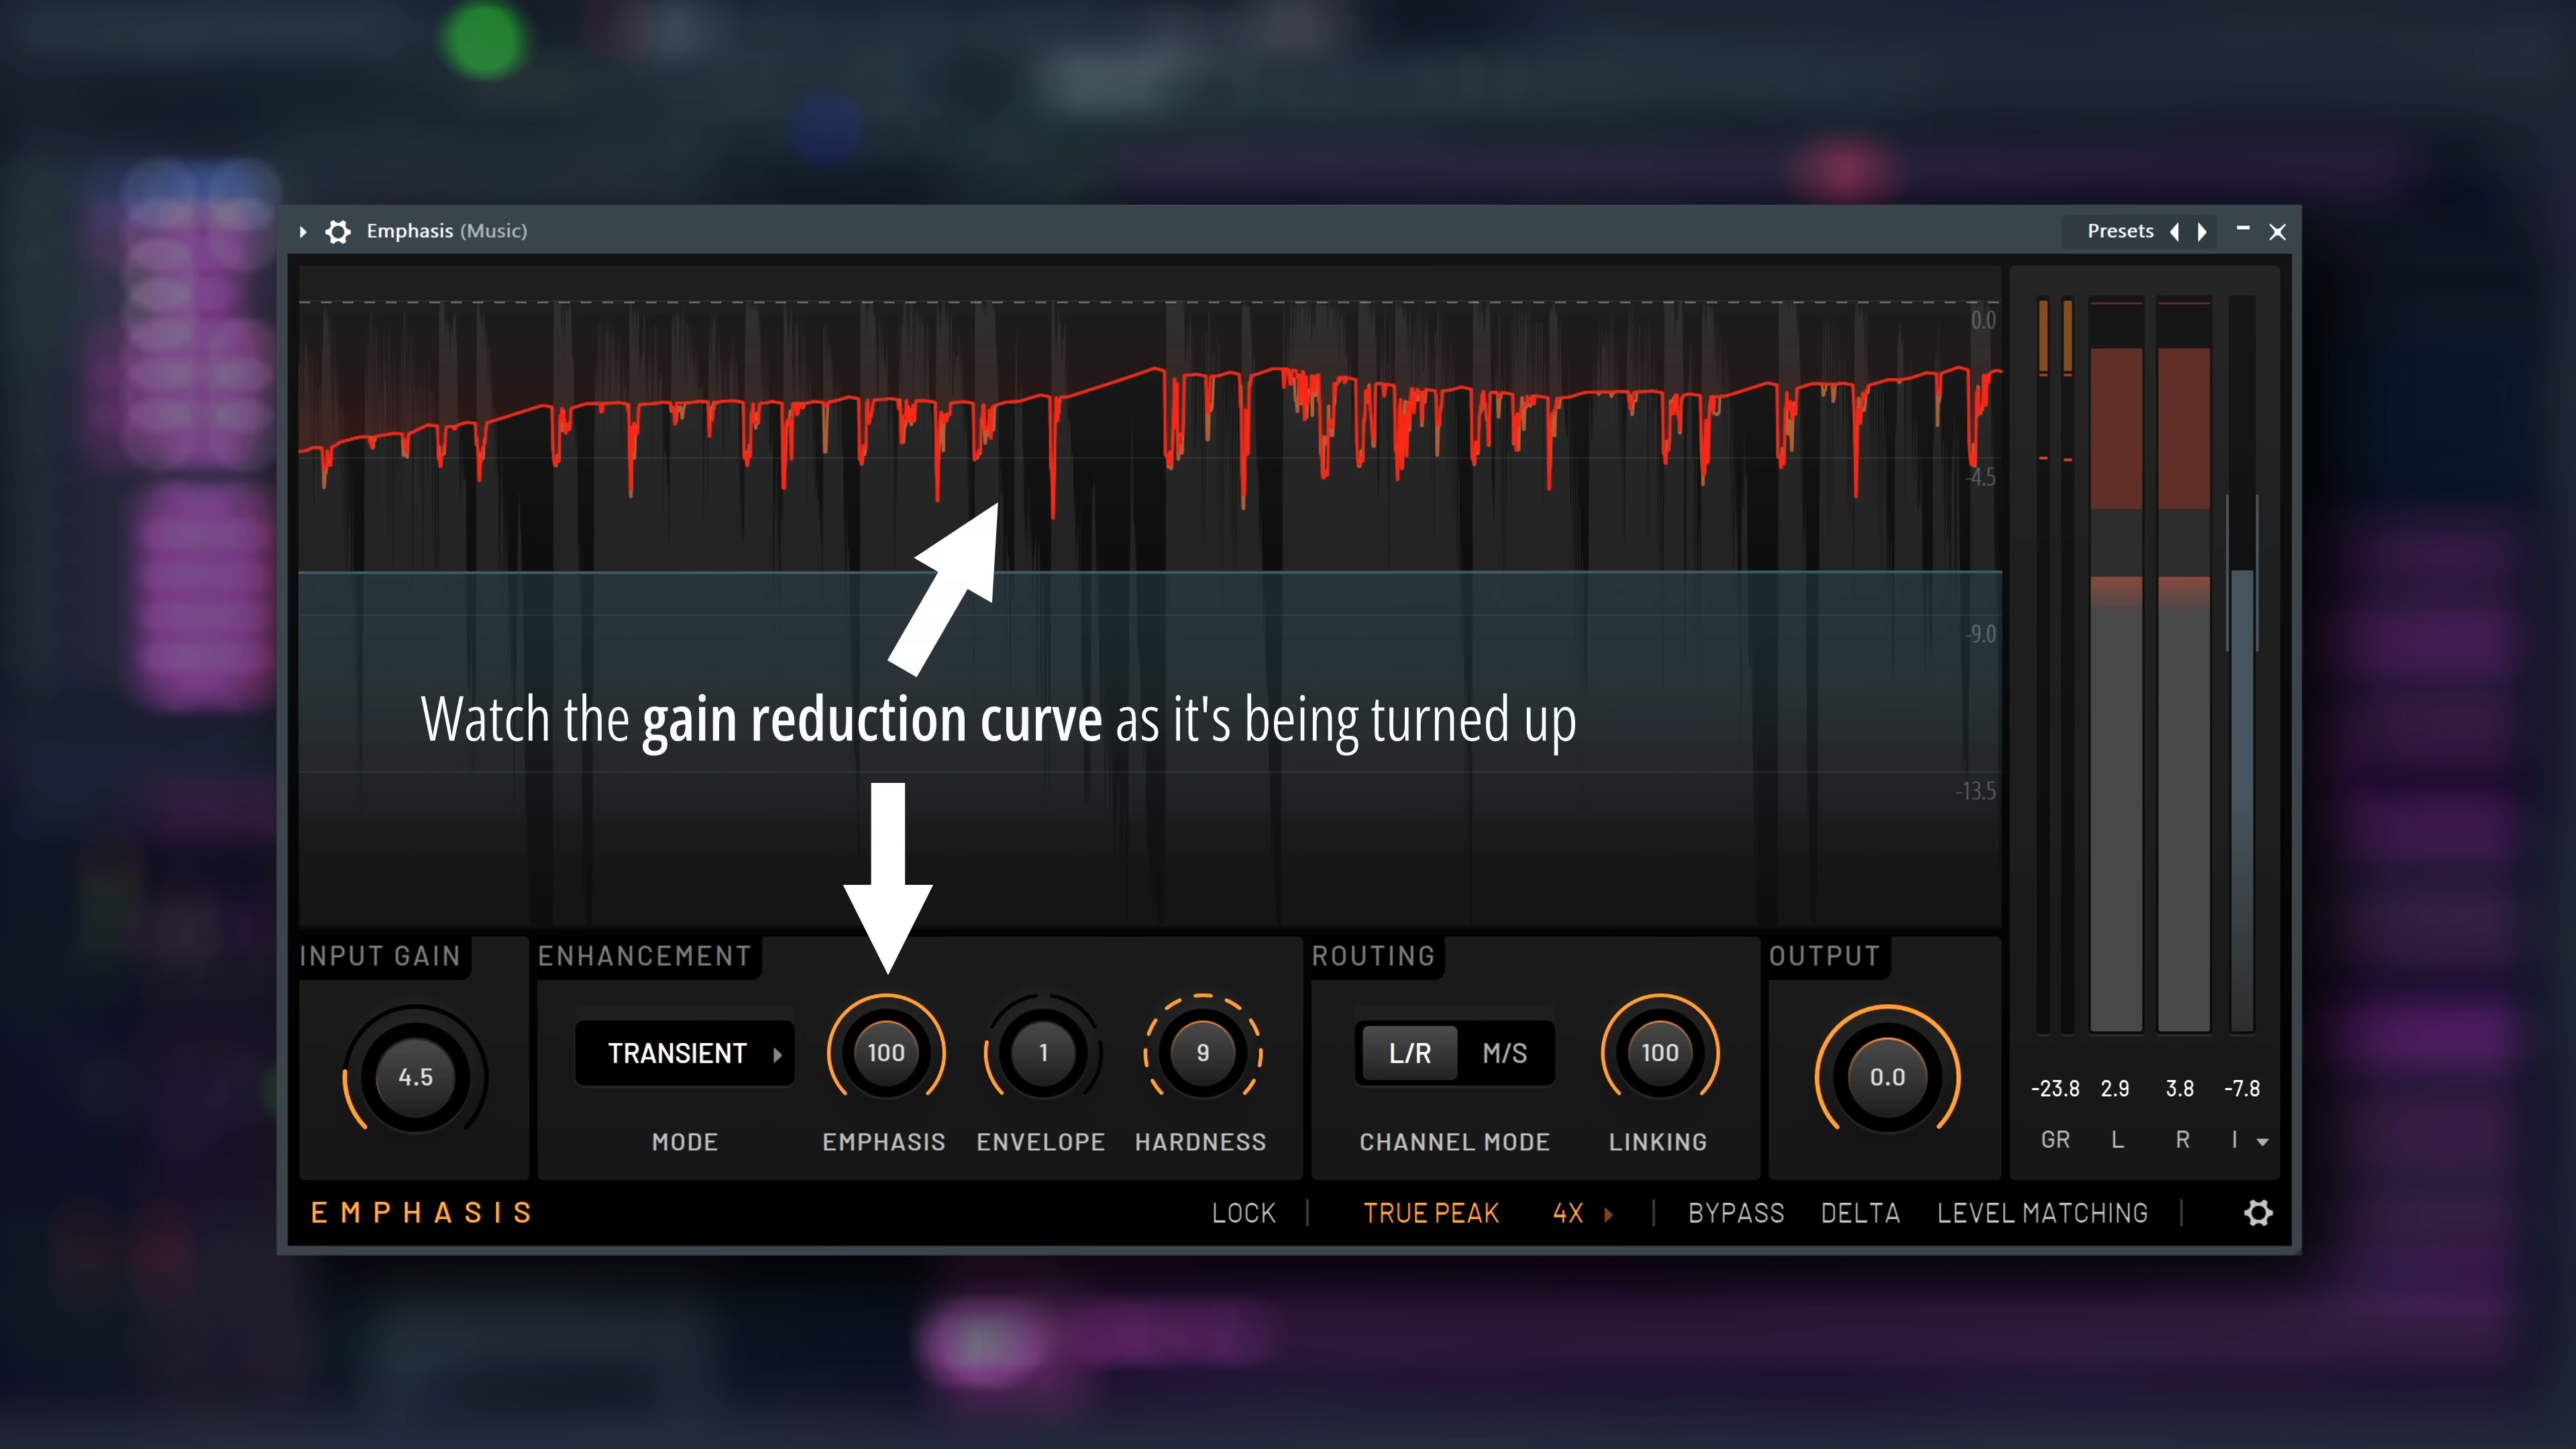 Emphasis (Music)
Presets
0.0
-4.5
-9.0
Watch the gain reduction curve as it's being turned up
-13.5
INPUT GAIN
ENHANCEMENT
ROUTING
OUTPUT
4.5
TRANSIENT
100
1
9
L/R
M/S
100
0.0
-23.8 2.9 3.8 -7.8
GR L R I
MODE
EMPHASIS
ENVELOPE
HARDNESS
CHANNEL MODE
LINKING
EMPHASIS
LOCK
TRUE PEAK
4X
BYPASS
DELTA
LEVEL MATCHING